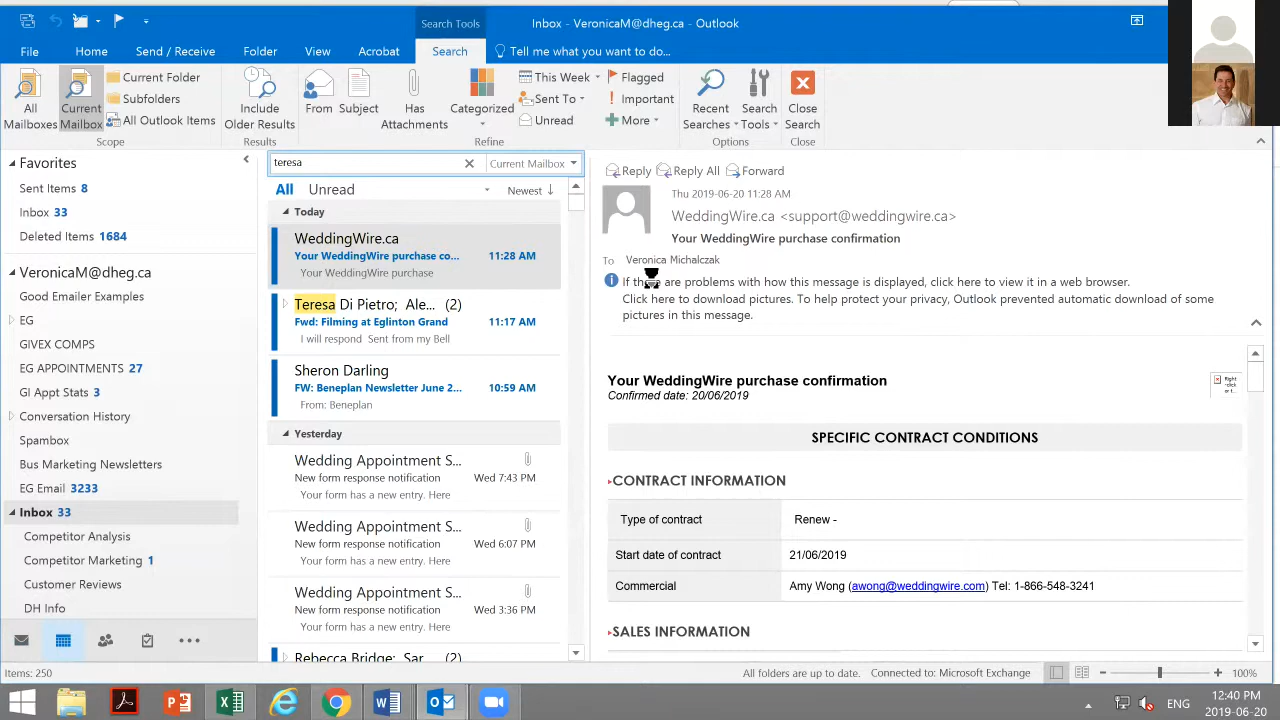 Search Tools
Inbox - VeronicaM@dheg.ca - Outlook
File
Home
Send / Receive
Folder
View
Acrobat
Search
Tell me what you want to do...
All Mailboxes
Current Mailbox
Current Folder
Subfolders
All Outlook Items
Scope
Include Older Results
Results
From
Subject
Has Attachments
Categorized
This Week
Sent To
Unread
Flagged
Important
More
Refine
Recent Searches
Search Tools
Options
Close Search
Close
Favorites
Sent Items 8
Inbox 33
Deleted Items 1684
VeronicaM@dheg.ca
Good Emailer Examples
EG
GIVEX COMPS
EG APPOINTMENTS 27
GI Appt Stats 3
Conversation History
Spambox
Bus Marketing Newsletters
EG Email 3233
Inbox 33
Competitor Analysis
Competitor Marketing 1
Customer Reviews
DH Info
teresa
Current Mailbox
All
Unread
Newest
Today
WeddingWire.ca
Your WeddingWire purchase co... 11:28 AM
Your WeddingWire purchase
Teresa Di Pietro; Ale... (2)
Fwd: Filming at Eglinton Grand 11:17 AM
I will respond Sent from my Bell
Sheron Darling
FW: Beneplan Newsletter June 2... 10:59 AM
From: Beneplan
Yesterday
Wedding Appointment S...
New form response notification Wed 7:43 PM
Your form has a new entry. Here
Wedding Appointment S...
New form response notification Wed 6:07 PM
Your form has a new entry. Here
Wedding Appointment S...
New form response notification Wed 3:36 PM
Your form has a new entry. Here
Rebecca Bridge; Sar... (2)
Reply
Reply All
Forward
Thu 2019-06-20 11:28 AM
WeddingWire.ca <support@weddingwire.ca>
Your WeddingWire purchase confirmation
To Veronica Michalczak
If there are problems with how this message is displayed, click here to view it in a web browser.
Click here to download pictures. To help protect your privacy, Outlook prevented automatic download of some
pictures in this message.
Your WeddingWire purchase confirmation
Confirmed date: 20/06/2019
Right-click
SPECIFIC CONTRACT CONDITIONS
CONTRACT INFORMATION
Type of contract Renew -
Start date of contract 21/06/2019
Commercial Amy Wong (awong@weddingwire.com) Tel: 1-866-548-3241
SALES INFORMATION
Items: 250
All folders are up to date.
Connected to: Microsoft Exchange
100%
ENG
12:40 PM
2019-06-20